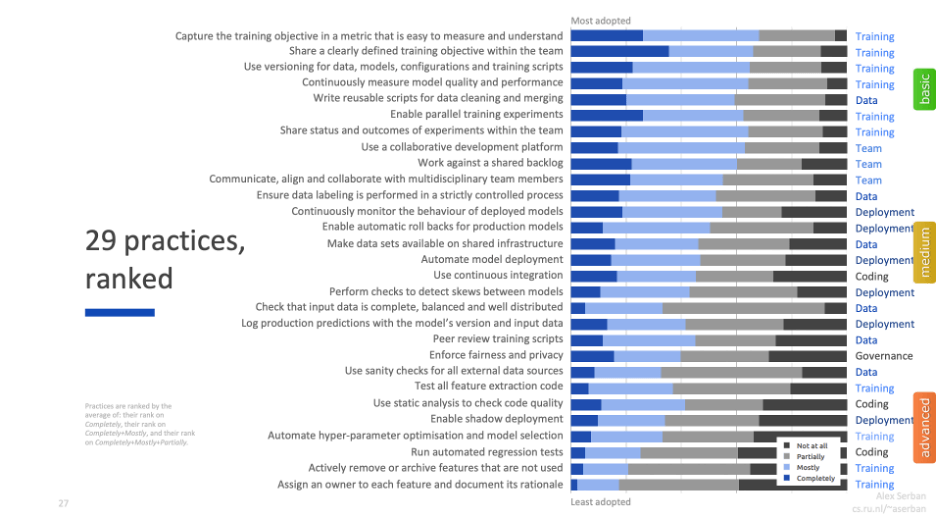 Most adopted
Capture the training objective in a metric that is easy to measure and understand Training
Share a clearly defined training objective within the team Training
Use versioning for data, models, configurations and training scripts Training
Continuously measure model quality and performance Training
basic
Write reusable scripts for data cleaning and merging Data
Enable parallel training experiments Training
Share status and outcomes of experiments within the team Training
Use a collaborative development platform Team
Work against a shared backlog Team
Communicate, align and collaborate with multidisciplinary team members Team
Ensure data labeling is performed in a strictly controlled process Data
Continuously monitor the behaviour of deployed models Deployment
Enable automatic roll backs for production models Deployment
29 practices,
ranked
Make data sets available on shared infrastructure Data
medium
Automate model deployment Deployment
Use continuous integration Coding
Perform checks to detect skews between models Deployment
Check that input data is complete, balanced and well distributed Data
Log production predictions with the model's version and input data Deployment
Peer review training scripts Data
Enforce fairness and privacy Governance
Use sanity checks for all external data sources Data
Test all feature extraction code Training
Use static analysis to check code quality Coding
Enable shadow deployment Deployment
advanced
Automate hyper-parameter optimisation and model selection Training
Run automated regression tests Coding
Actively remove or archive features that are not used Training
Assign an owner to each feature and document its rationale Training
Practices are ranked by the
average of: their rank on
Completely, their rank on
Completely+Mostly, and their rank
on Completely+Mostly+Partially.
Not at all
Partially
Mostly
Completely
Least adopted
27
Alex Serban
cs.ru.nl/~aserban